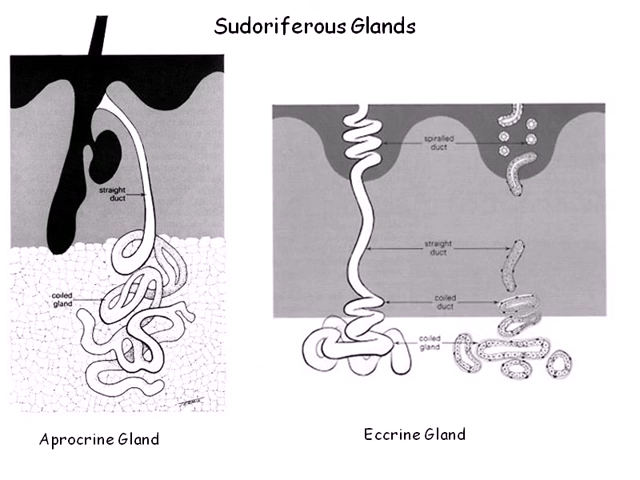 Sudoriferous Glands
straight
duct
coiled
gland
Aprocrine Gland
spiralled
duct
straight
duct
coiled
duct
coiled
gland
Eccrine Gland